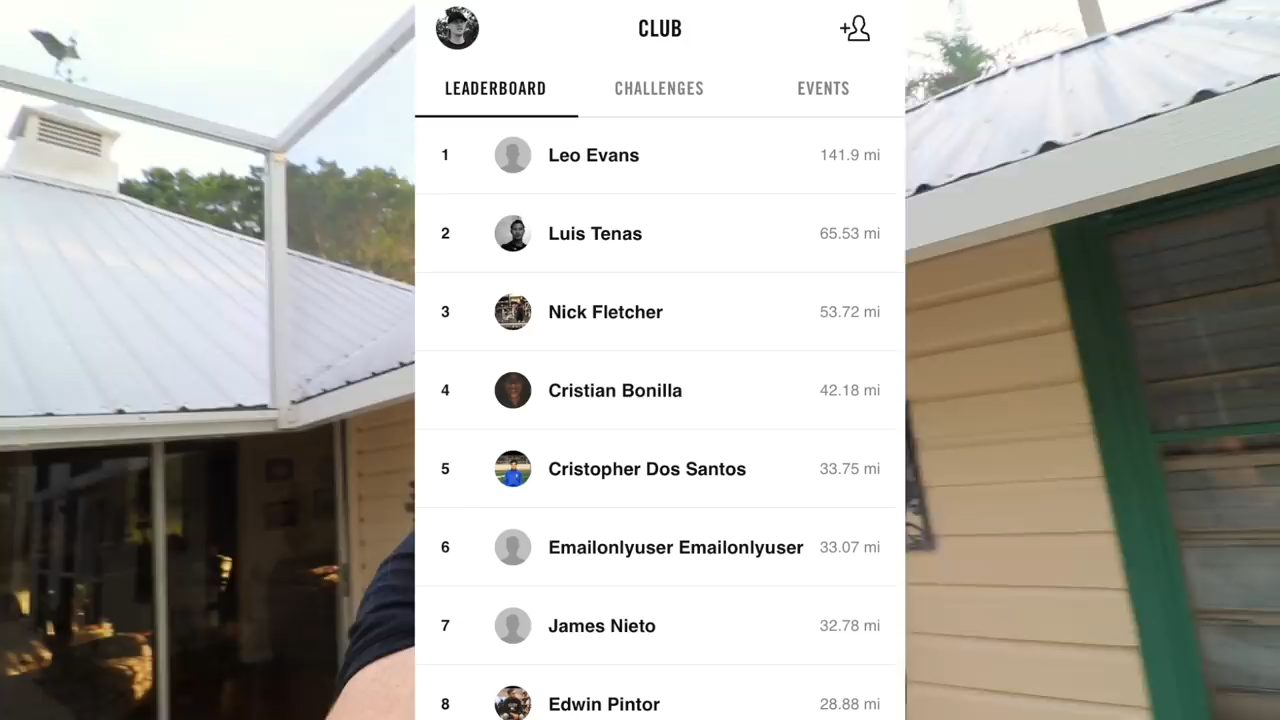 CLUB
LEADERBOARD CHALLENGES EVENTS
1 Leo Evans 141.9 mi
2 Luis Tenas 65.53 mi
3 Nick Fletcher 53.72 mi
4 Cristian Bonilla 42.18 mi
5 Cristopher Dos Santos 33.75 mi
6 Emailonlyuser Emailonlyuser 33.07 mi
7 James Nieto 32.78 mi
8 Edwin Pintor 28.88 mi